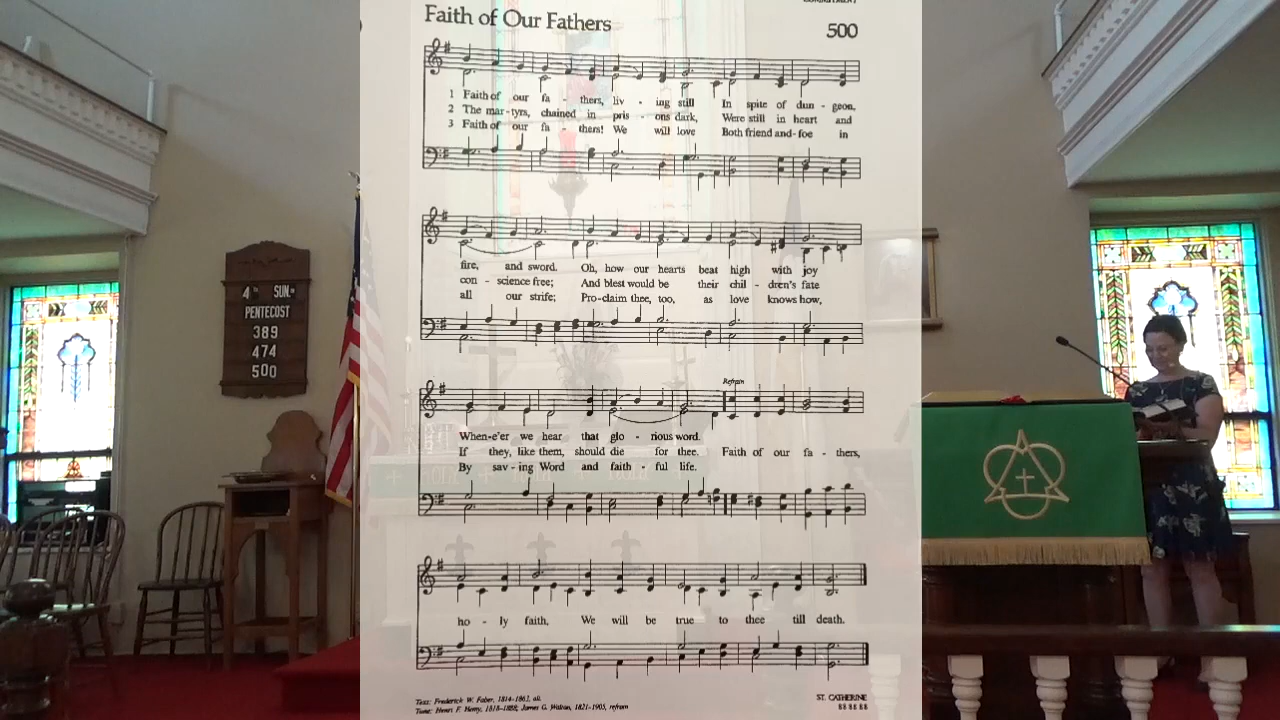 Faith of Our Fathers
500
1 Faith of our fa - thers, liv - ing still In spite of dun - geon,
2 The mar - tyrs, chained in pris - ons dark, Were still in heart and
3 Faith of our fa - thers! We will love Both friend and foe in
fire, and sword. Oh, how our hearts beat high with joy
con - science free; And blest would be their chil - dren's fate
all our strife; Pro - claim thee, too, as love knows how,
Refrain
When - e'er we hear that glo - rious word.
If they, like them, should die for thee. Faith of our fa - thers,
By sav - ing Word and faith - ful life.
ho - ly faith, We will be true to thee till death.
Text: Frederick W. Faber, 1814-1863, alt.
Tune: Henri F. Hemy, 1818-1888; James G. Walton, 1821-1905, refrain
ST. CATHERINE
88 88 88
4TH SUN.
PENTECOST
389
474
500